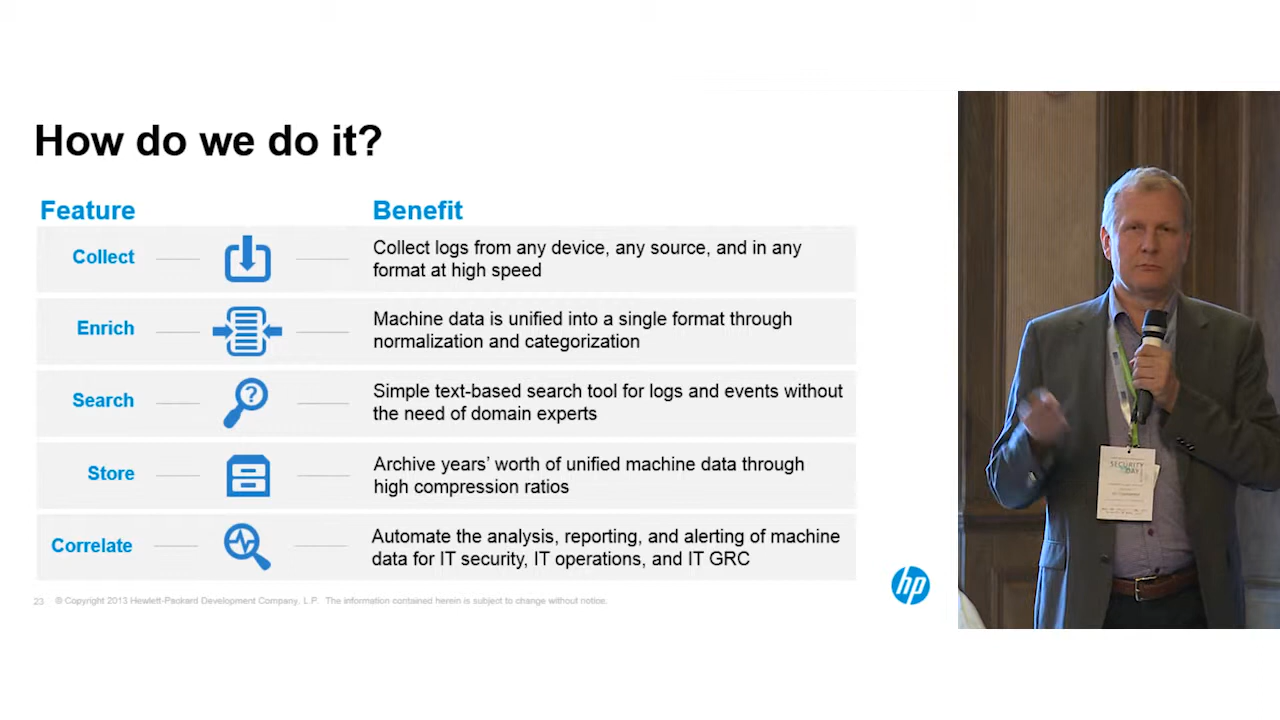 How do we do it?
Feature
Benefit
Collect
Collect logs from any device, any source, and in any
format at high speed
Enrich
Machine data is unified into a single format through
normalization and categorization
Search
Simple text-based search tool for logs and events without
the need of domain experts
Store
Archive years' worth of unified machine data through
high compression ratios
Correlate
Automate the analysis, reporting, and alerting of machine
data for IT security, IT operations, and IT GRC
23 © Copyright 2013 Hewlett-Packard Development Company, L.P. The information contained herein is subject to change without notice.
hp
SECURITY
DAY